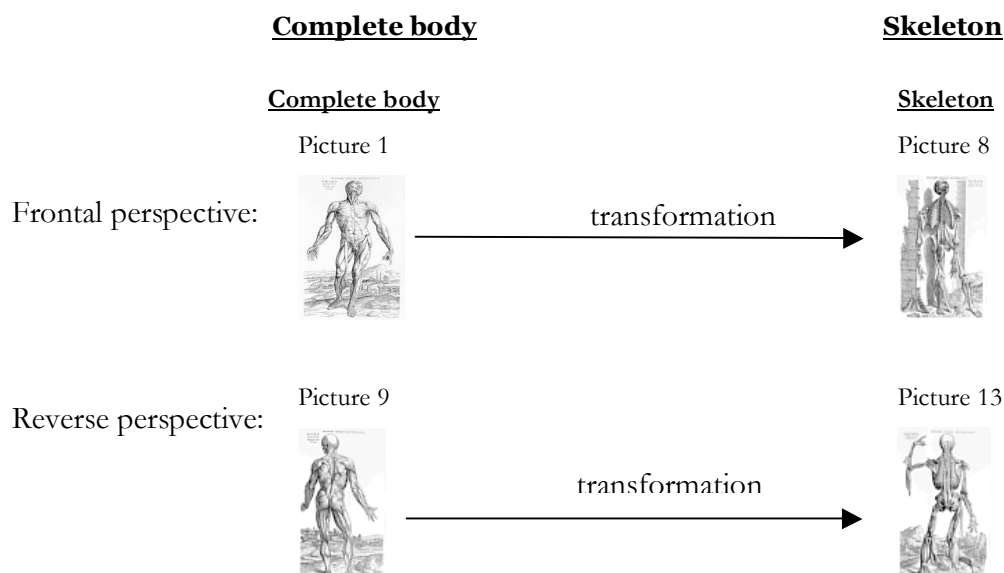 Complete body Skeleton
Complete body Skeleton
Picture 1 Picture 8
Frontal perspective: transformation
Picture 9 Picture 13
Reverse perspective:
transformation